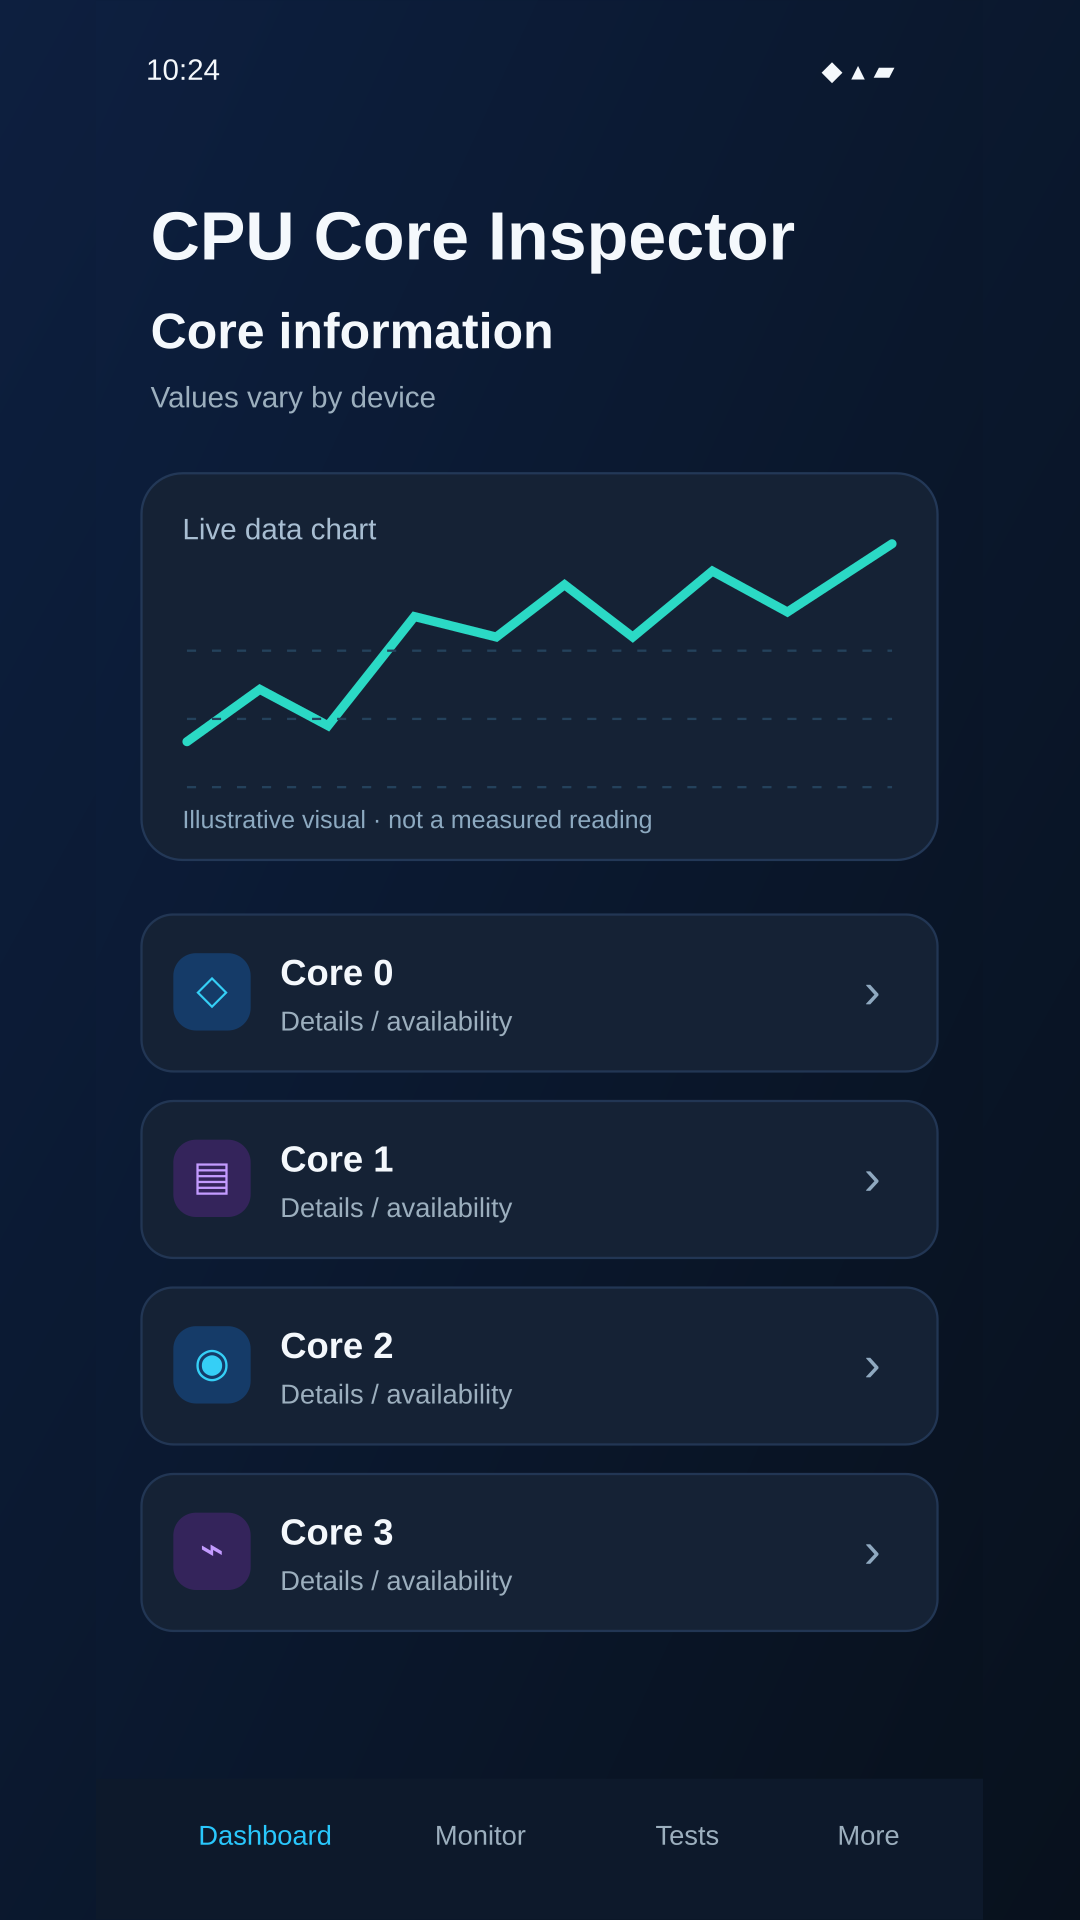 10:24
CPU Core Inspector
Core information
Values vary by device
Live data chart
Illustrative visual · not a measured reading
Core 0
Details / availability
Core 1
Details / availability
Core 2
Details / availability
Core 3
Details / availability
Dashboard Monitor Tests More